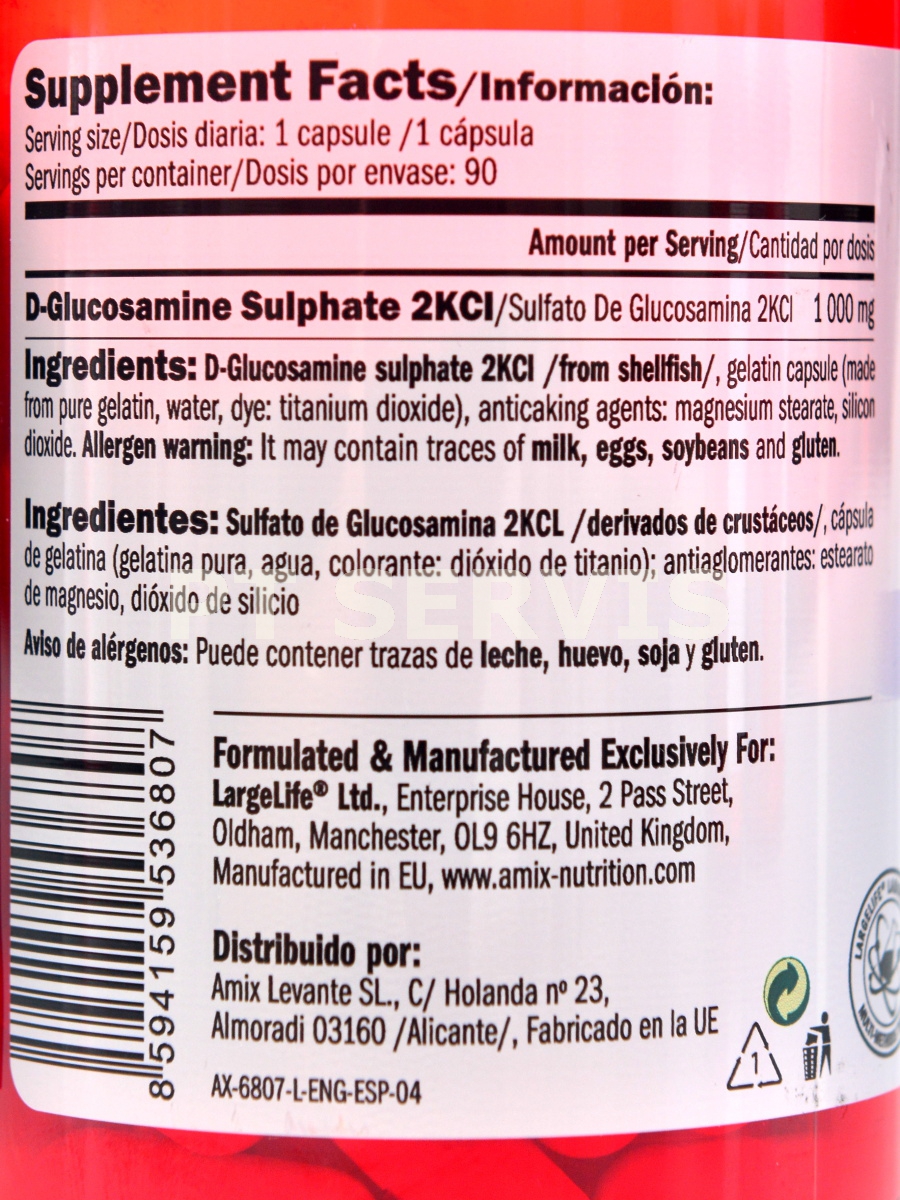 Supplement Facts/Información:
Serving size/Dosis diaria: 1 capsule /1 cápsula
Servings per container/Dosis por envase: 90
Amount per Serving/Cantidad por dosis
D-Glucosamine Sulphate 2KCl/Sulfato De Glucosamina 2KCl 1 000 mg
Ingredients: D-Glucosamine sulphate 2KCl /from shellfish/, gelatin capsule (made
from pure gelatin, water, dye: titanium dioxide), anticaking agents: magnesium stearate, silicon
dioxide. Allergen warning: It may contain traces of milk, eggs, soybeans and gluten.
Ingredientes: Sulfato de Glucosamina 2KCL /derivados de crustáceos/, cápsula
de gelatina (gelatina pura, agua, colorante: dióxido de titanio); antiaglomerantes: estearato
de magnesio, dióxido de silicio
PT SERVIS
Aviso de alérgenos: Puede contener trazas de leche, huevo, soja y gluten.
8 594159 536807
Formulated & Manufactured Exclusively For:
LargeLife® Ltd., Enterprise House, 2 Pass Street,
Oldham, Manchester, OL9 6HZ, United Kingdom,
Manufactured in EU, www.amix-nutrition.com
Distribuido por:
Amix Levante SL., C/ Holanda nº 23,
Almoradi 03160 /Alicante/, Fabricado en la UE
1
AX-6807-L-ENG-ESP-04
LARGELIFE®